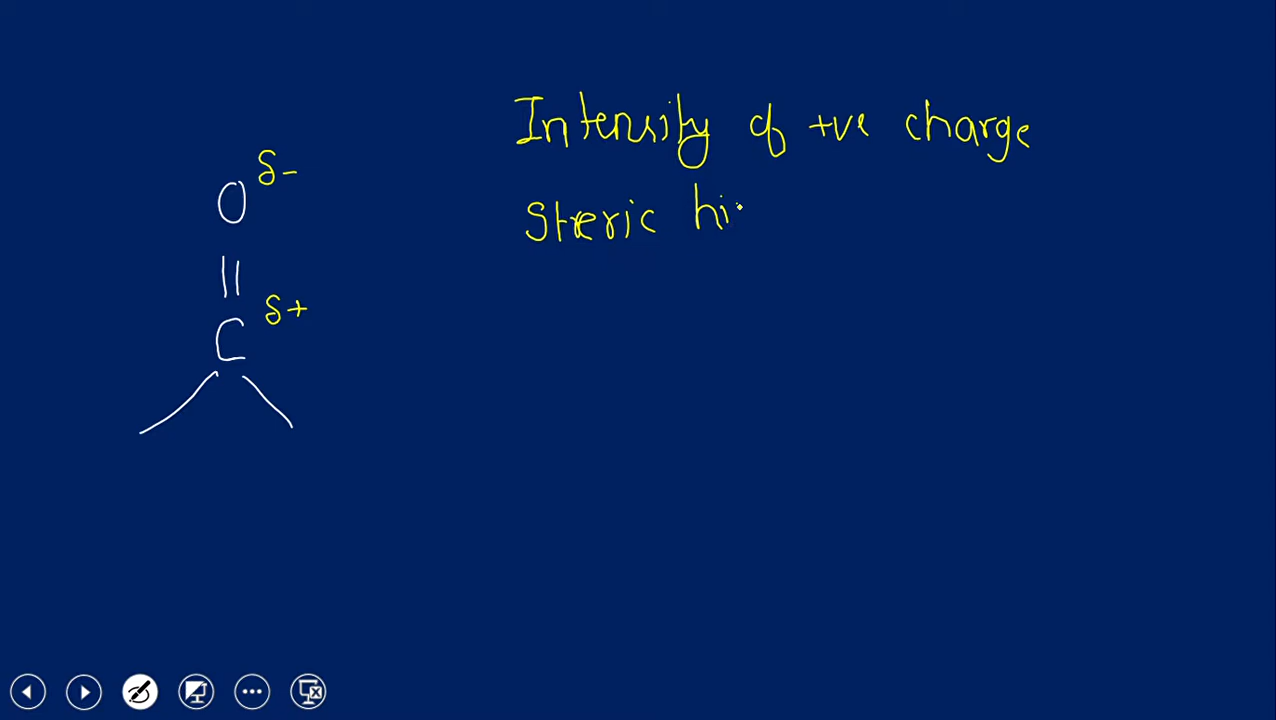 Intensity of +ve charge
Steric hi
O δ-
C δ+